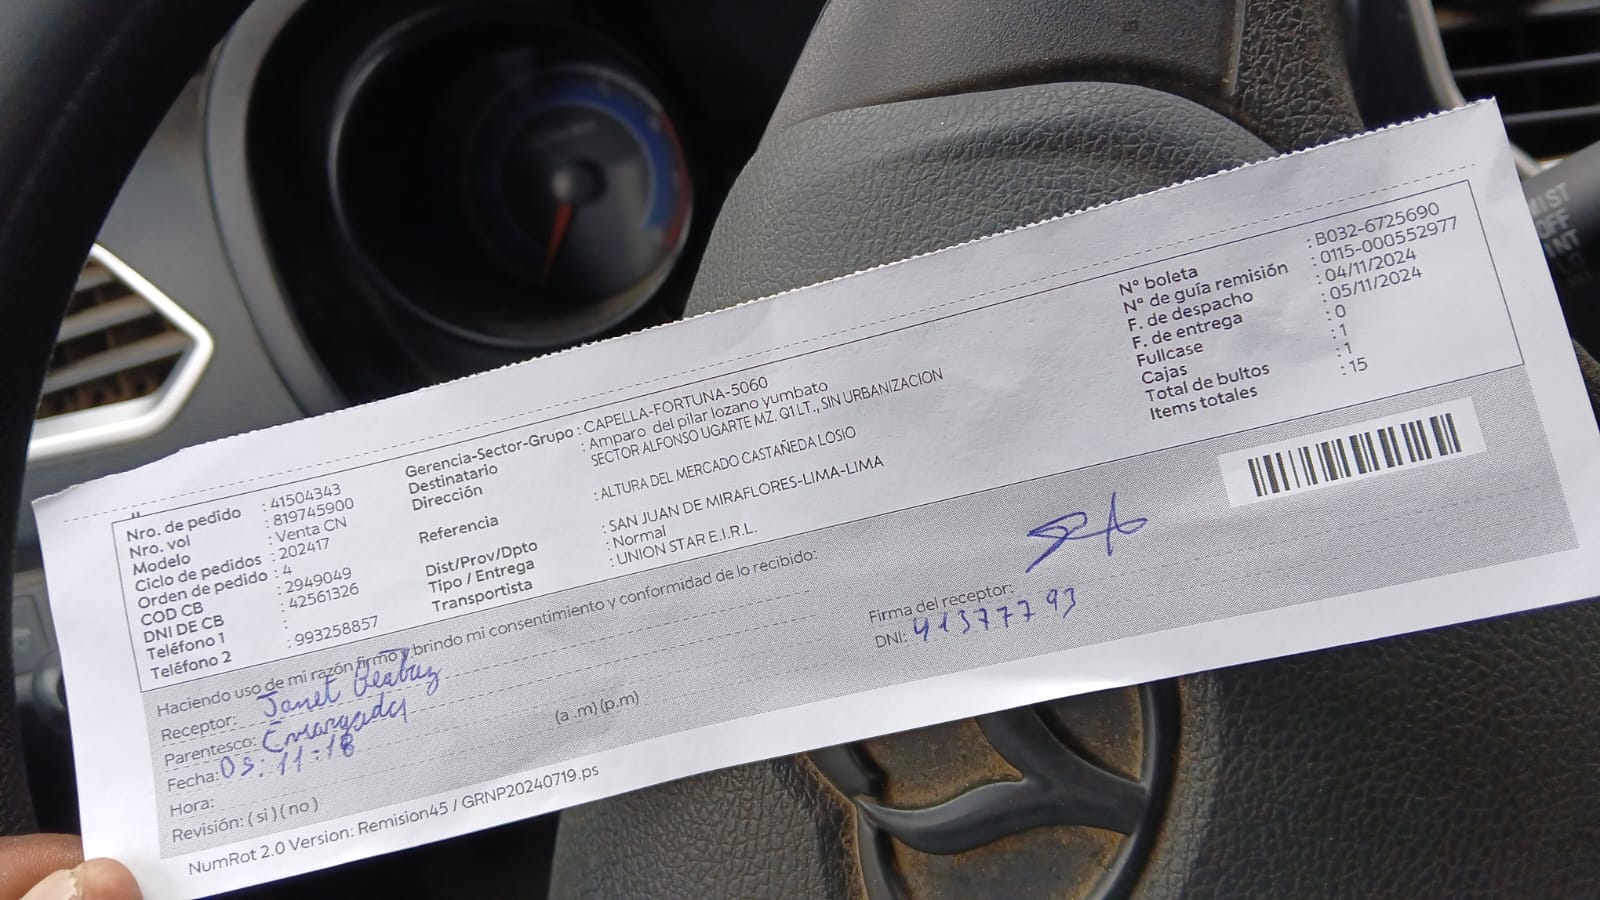 Nro. de pedido : 41504343
Nro. vol : 819745900
Modelo : Venta CN
Ciclo de pedidos : 202417
Orden de pedido : 4
COD CB : 2949049
DNI DE CB : 42561326
Teléfono 1 :
Teléfono 2 : 993258857
Gerencia-Sector-Grupo : CAPELLA-FORTUNA-5060
Destinatario : Amparo del pilar lozano yumbato
Dirección SECTOR ALFONSO UGARTE MZ. Q1 LT., SIN URBANIZACION
Referencia : ALTURA DEL MERCADO CASTAÑEDA LOSIO
Dist/Prov/Dpto : SAN JUAN DE MIRAFLORES-LIMA-LIMA
Tipo / Entrega : Normal
Transportista : UNION STAR E.I.R.L.
N° boleta : B032-6725690
N° de guía remisión : 0115-000552977
F. de despacho : 04/11/2024
F. de entrega : 05/11/2024
Fullcase : 0
Cajas : 1
Total de bultos : 1
Items totales : 15
Haciendo uso de mi razón firmo y brindo mi consentimiento y conformidad de lo recibido:
Receptor: Janet Beatriz
Parentesco: Encargada
Fecha: 05: 11:18
Hora: (a .m) (p.m)
Revisión: ( si ) ( no )
Firma del receptor:
DNI: 41377793
NumRot 2.0 Version: Remision45 / GRNP20240719.ps
MIST
OFF
INT